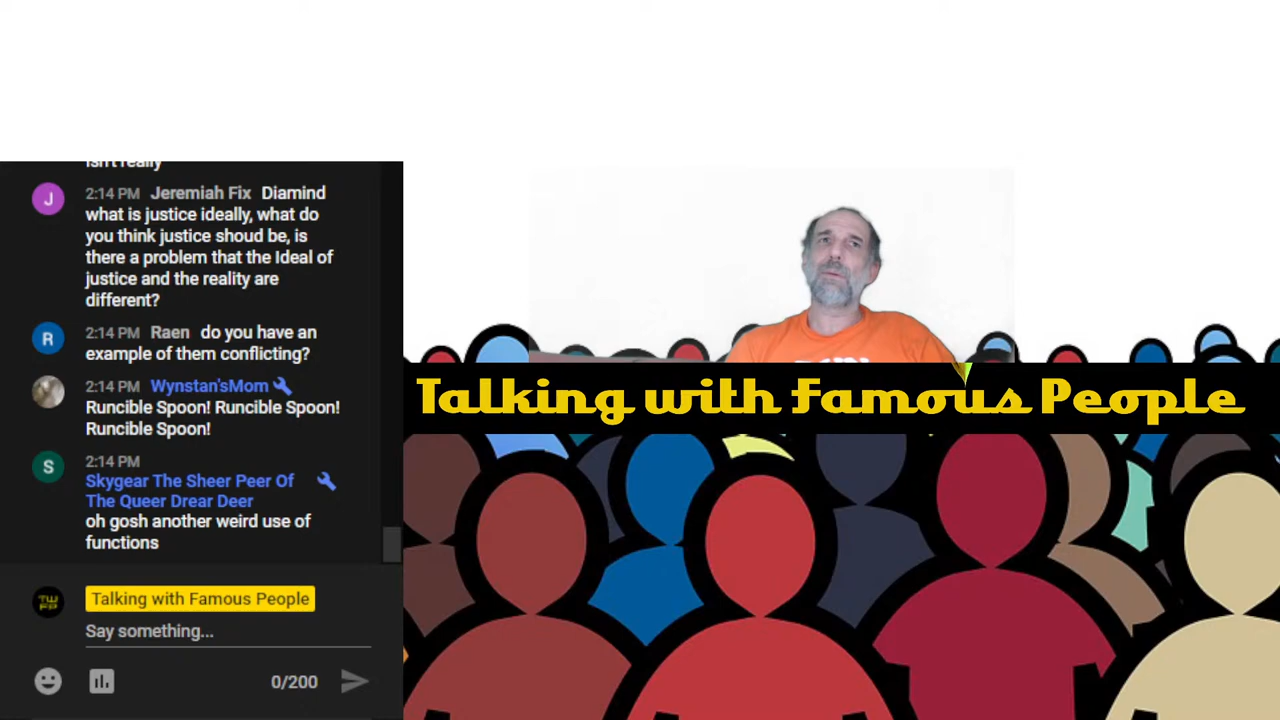 isn't really
2:14 PM Jeremiah Fix Diamind
what is justice ideally, what do
you think justice shoud be, is
there a problem that the Ideal of
justice and the reality are
different?
2:14 PM Raen do you have an
example of them conflicting?
2:14 PM Wynstan'sMom
Runcible Spoon! Runcible Spoon!
Runcible Spoon!
2:14 PM
Skygear The Sheer Peer Of
The Queer Drear Deer
oh gosh another weird use of
functions
Talking with Famous People
Say something...
0/200
J
R
S
TW
FP
Talking with Famous People